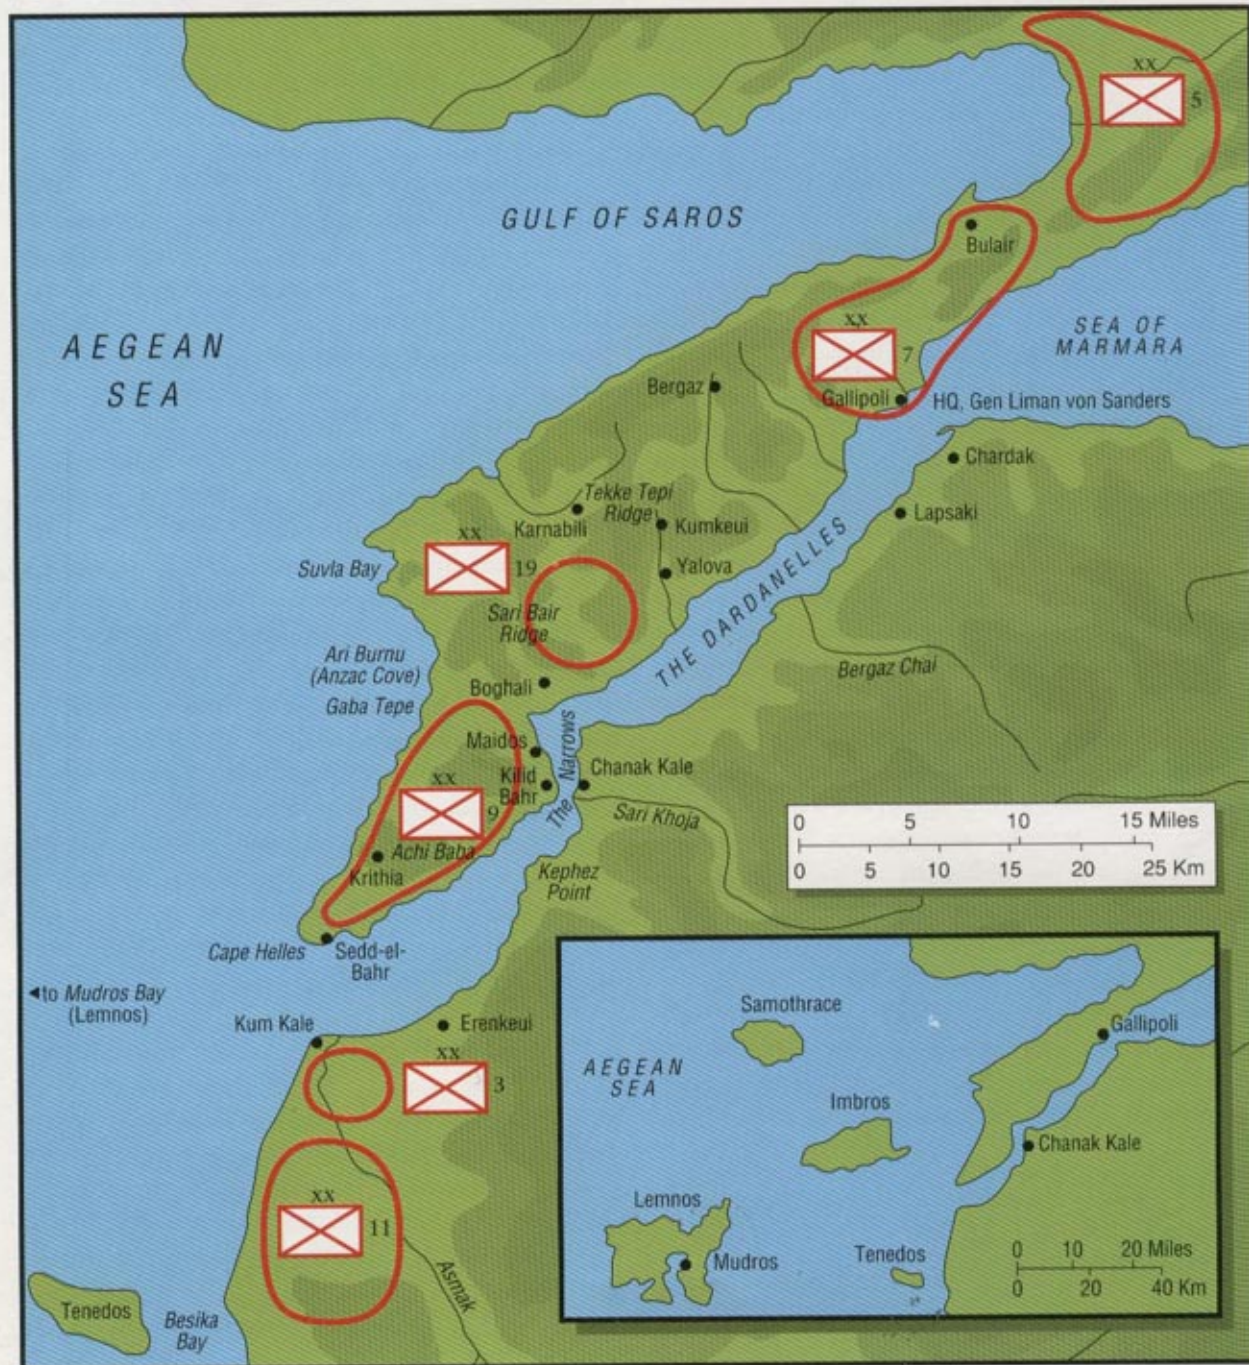 XX
5
GULF OF SAROS
Bulair
AEGEAN
SEA
SEA OF
MARMARA
XX
7
Bergaz
Gallipoli
HQ, Gen Liman von Sanders
Chardak
Tekke Tepi
Ridge
Karnabili
Kumkeui
Lapsaki
XX
19
Suvla Bay
Yalova
THE DARDANELLES
Sari Bair
Ridge
Ari Burnu
(Anzac Cove)
Gaba Tepe
Boghali
Bergaz Chai
Maidos
The Narrows
Kilid
Bahr
Chanak Kale
XX
9
Sari Khoja
Achi Baba
Krithia
Kephez
Point
0 5 10 15 Miles
0 5 10 15 20 25 Km
Cape Helles
Sedd-el-
Bahr
to Mudros Bay
(Lemnos)
Kum Kale
Erenkeui
XX
3
XX
11
Asmak
Tenedos
Besika
Bay
Samothrace
Gallipoli
AEGEAN
SEA
Imbros
Chanak Kale
Lemnos
Mudros
Tenedos
0 10 20 Miles
0 20 40 Km